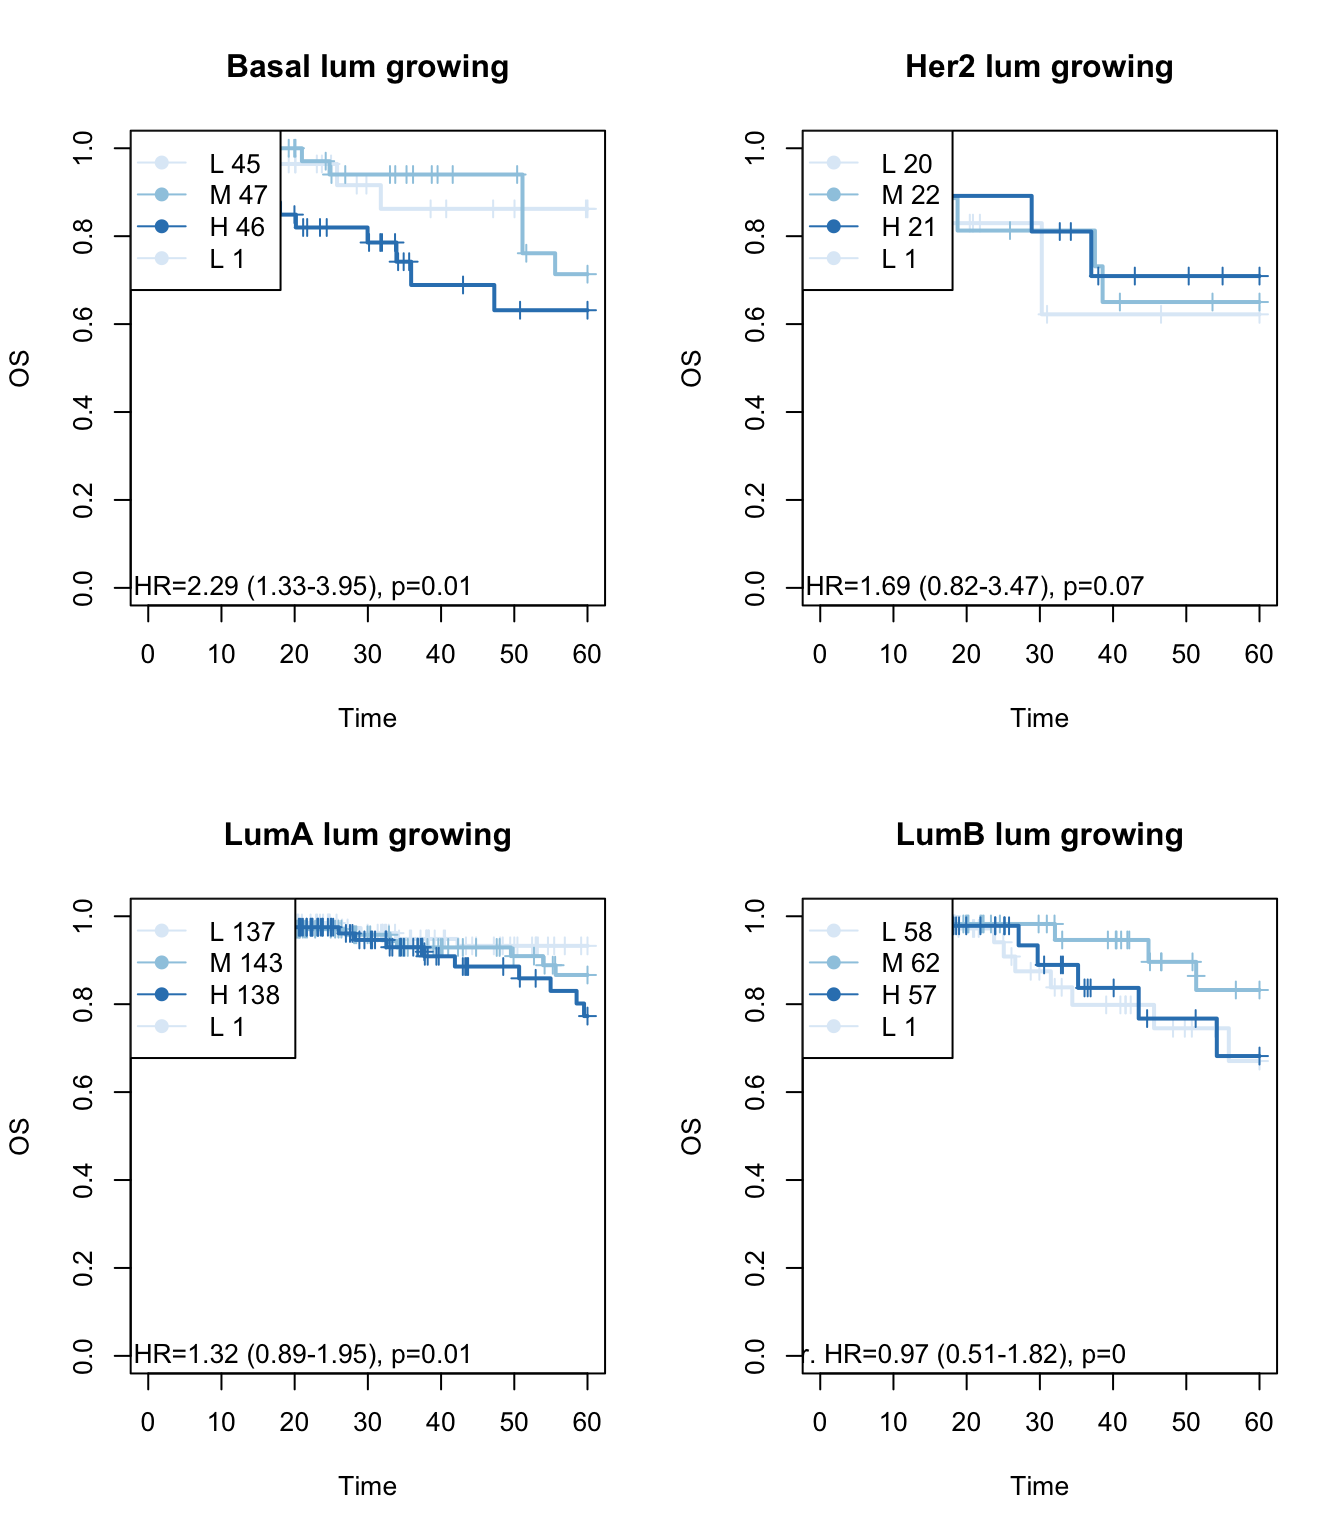 Basal lum growing
1.0
0.8
0.6
0.4
0.2
0.0
OS
L 45
M 47
H 46
L 1
HR=2.29 (1.33-3.95), p=0.01
0 10 20 30 40 50 60
Time
Her2 lum growing
1.0
0.8
0.6
0.4
0.2
0.0
OS
L 20
M 22
H 21
L 1
HR=1.69 (0.82-3.47), p=0.07
0 10 20 30 40 50 60
Time
LumA lum growing
1.0
0.8
0.6
0.4
0.2
0.0
OS
L 137
M 143
H 138
L 1
HR=1.32 (0.89-1.95), p=0.01
0 10 20 30 40 50 60
Time
LumB lum growing
1.0
0.8
0.6
0.4
0.2
0.0
OS
L 58
M 62
H 57
L 1
r. HR=0.97 (0.51-1.82), p=0
0 10 20 30 40 50 60
Time